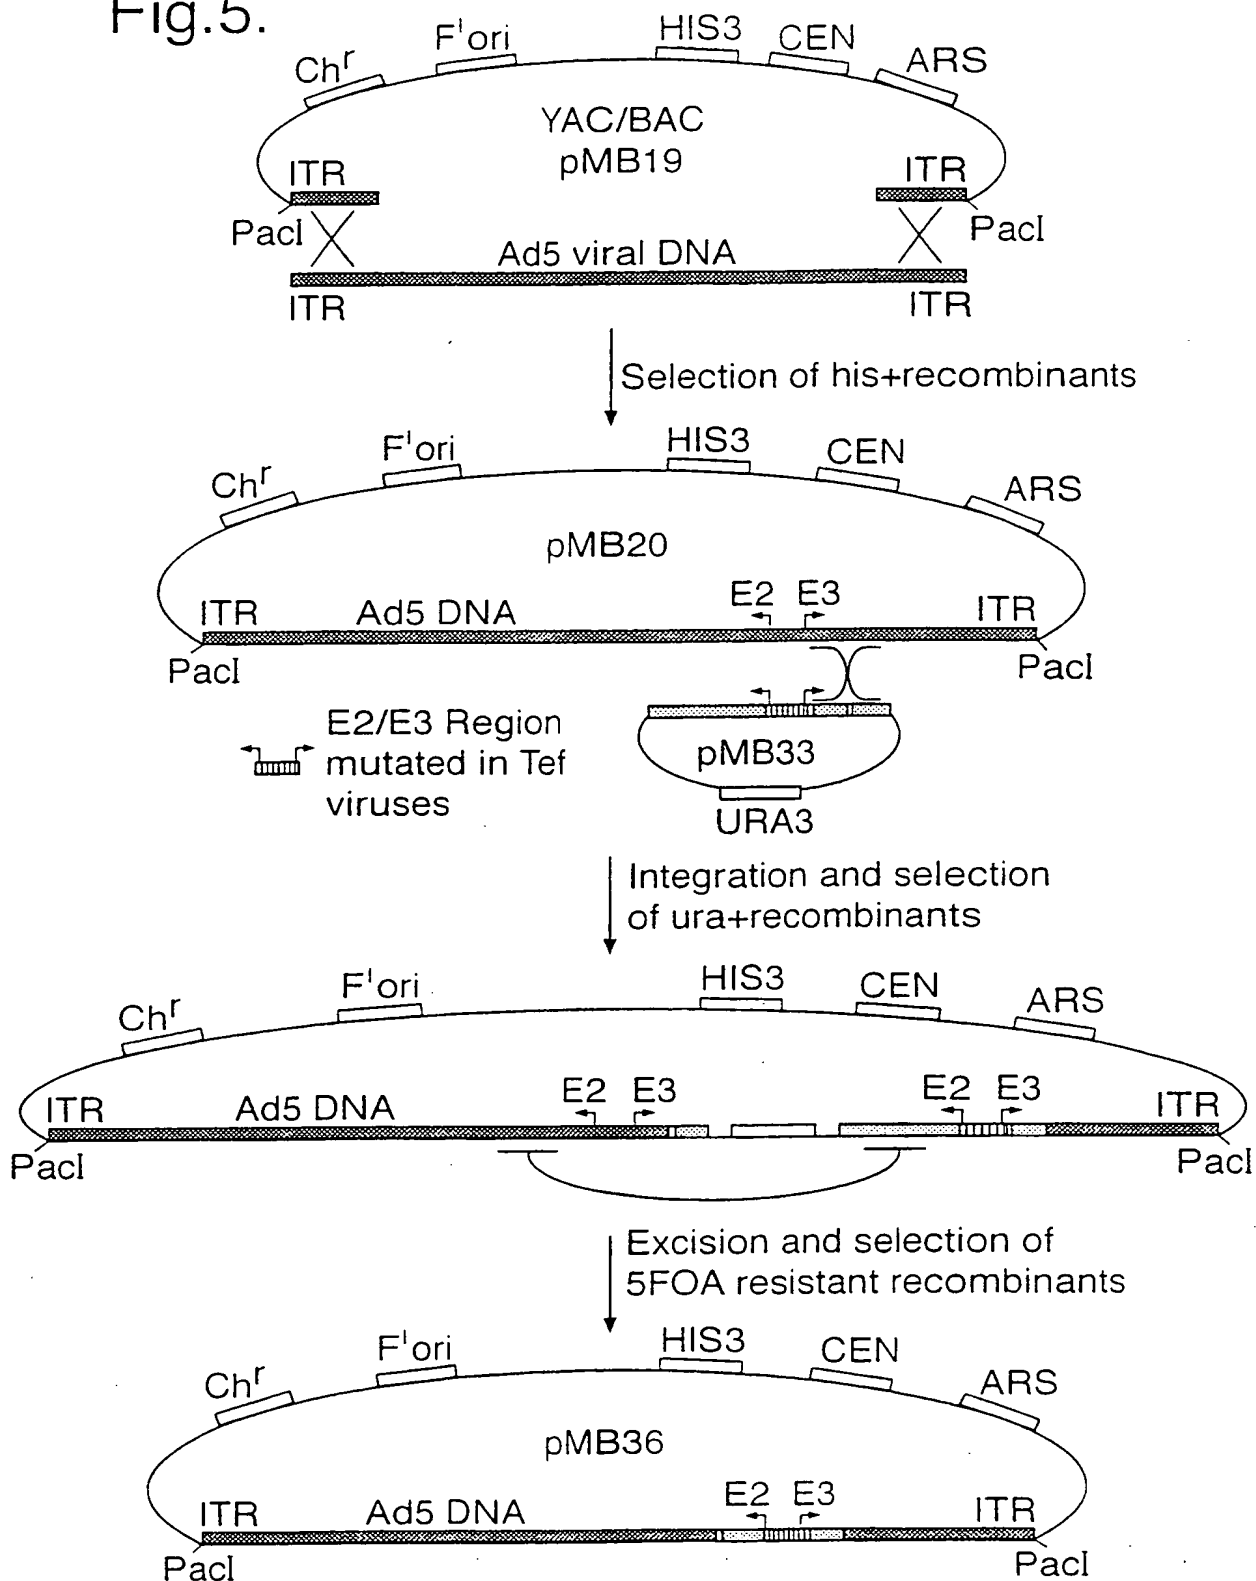 Fig.5.
Chr
F'ori
HIS3
CEN
ARS
YAC/BAC
pMB19
ITR
ITR
PacI
PacI
Ad5 viral DNA
ITR
ITR
Selection of his+recombinants
Chr
F'ori
HIS3
CEN
ARS
pMB20
ITR
Ad5 DNA
E2
E3
ITR
PacI
PacI
E2/E3 Region
mutated in Tef
viruses
pMB33
URA3
Integration and selection
of ura+recombinants
Chr
F'ori
HIS3
CEN
ARS
ITR
Ad5 DNA
E2
E3
E2
E3
ITR
PacI
PacI
Excision and selection of
5FOA resistant recombinants
Chr
F'ori
HIS3
CEN
ARS
pMB36
ITR
Ad5 DNA
E2
E3
ITR
PacI
PacI